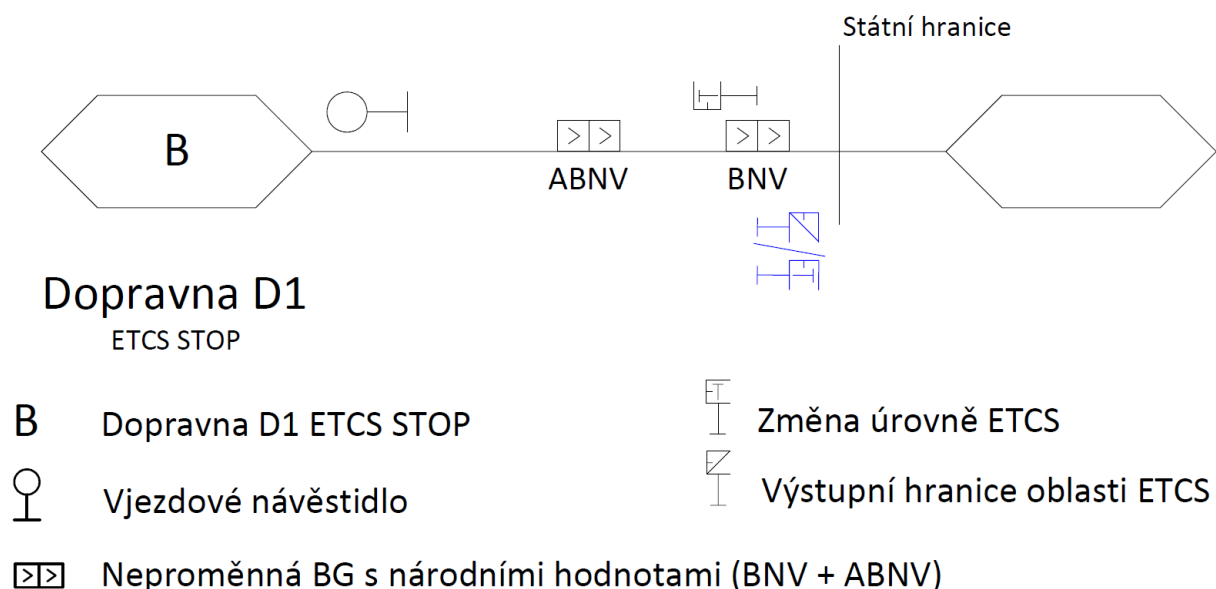 Státní hranice
B
ABNV
BNV
Dopravna D1
ETCS STOP
B Dopravna D1 ETCS STOP
Vjezdové návěstidlo
Neproměnná BG s národními hodnotami (BNV + ABNV)
Změna úrovně ETCS
Výstupní hranice oblasti ETCS